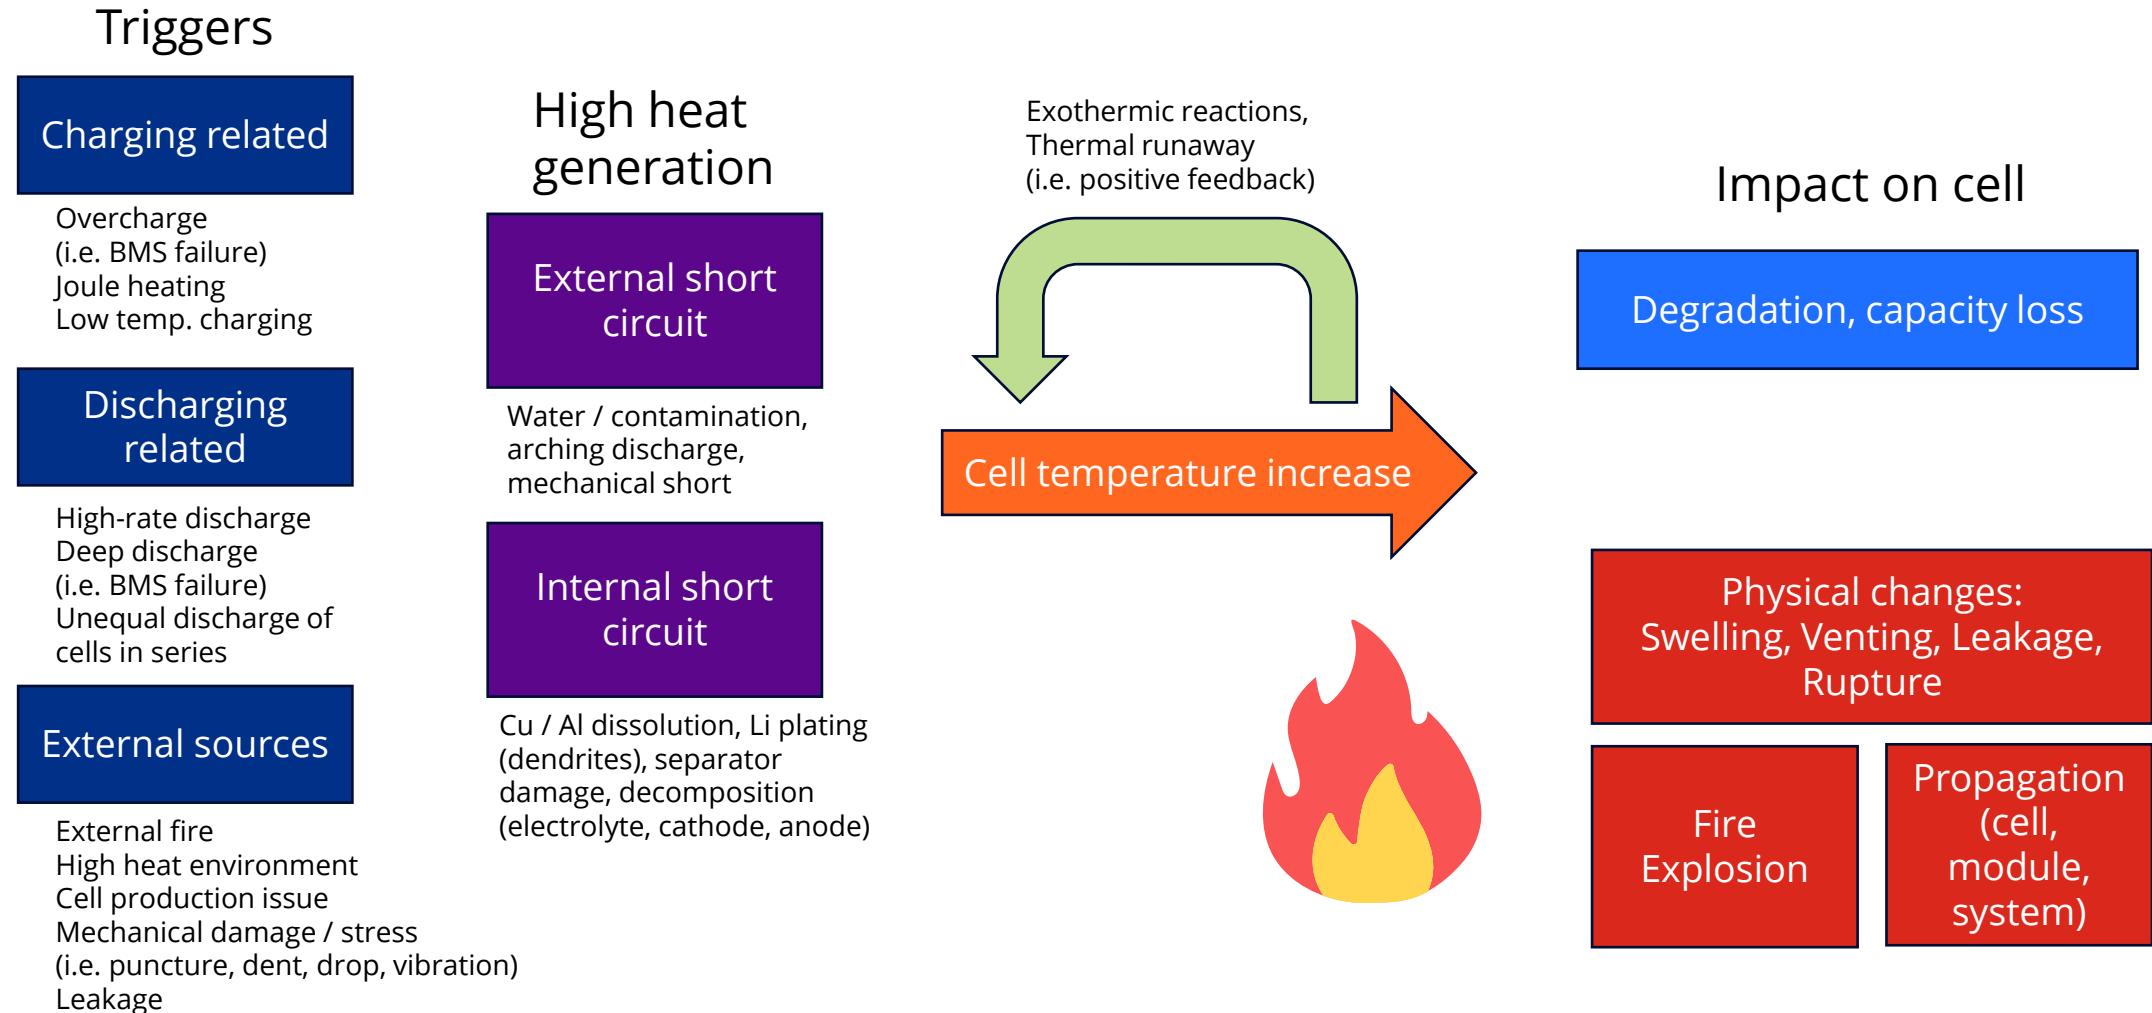 Triggers
Charging related
Overcharge
(i.e. BMS failure)
Joule heating
Low temp. charging
Discharging
related
High-rate discharge
Deep discharge
(i.e. BMS failure)
Unequal discharge of
cells in series
External sources
External fire
High heat environment
Cell production issue
Mechanical damage / stress
(i.e. puncture, dent, drop, vibration)
Leakage
High heat
generation
External short
circuit
Water / contamination,
arching discharge,
mechanical short
Internal short
circuit
Cu / Al dissolution, Li plating
(dendrites), separator
damage, decomposition
(electrolyte, cathode, anode)
Exothermic reactions,
Thermal runaway
(i.e. positive feedback)
Cell temperature increase
Impact on cell
Degradation, capacity loss
Physical changes:
Swelling, Venting, Leakage,
Rupture
Fire
Explosion
Propagation
(cell,
module,
system)